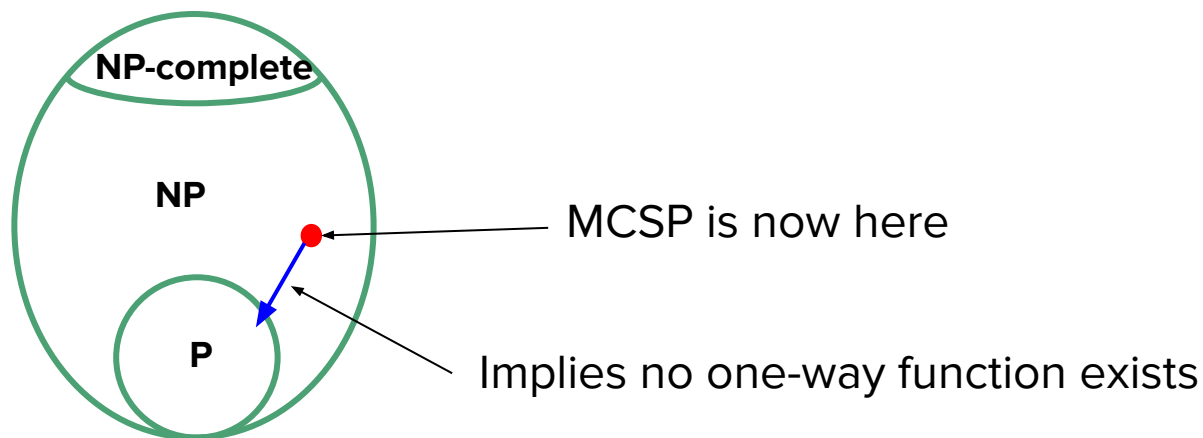 NP-complete
NP
MCSP is now here
P
Implies no one-way function exists